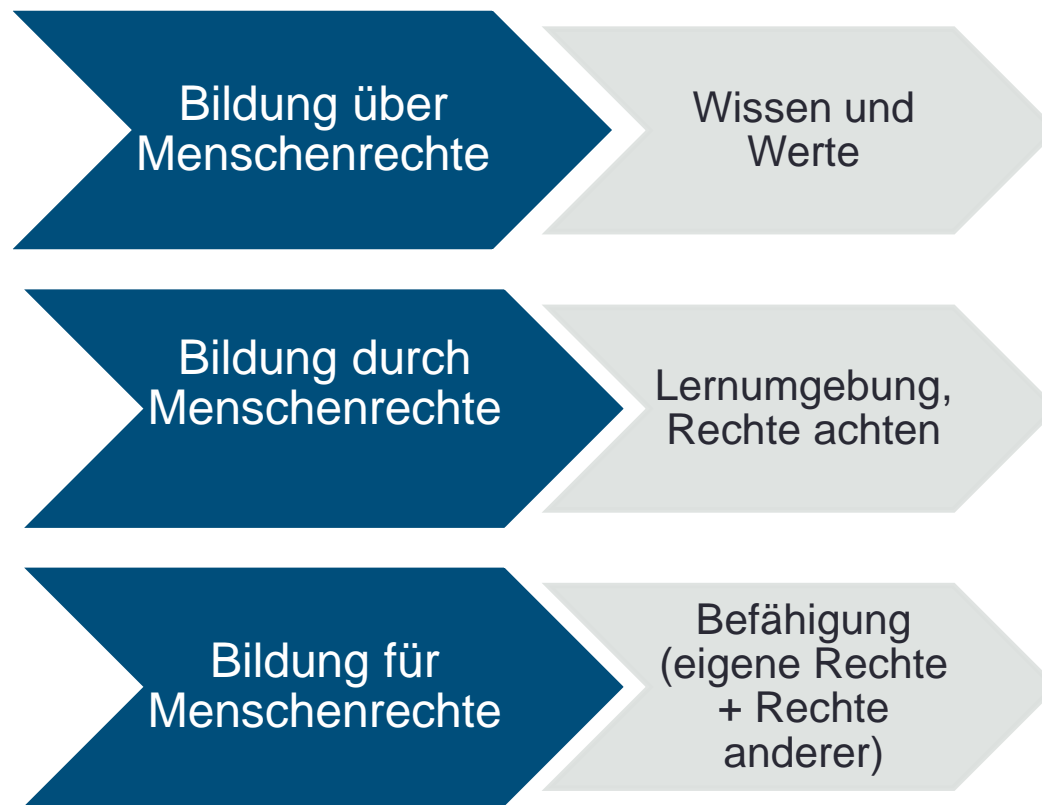 Bildung über
Menschenrechte
Wissen und
Werte
Bildung durch
Menschenrechte
Lernumgebung,
Rechte achten
Bildung für
Menschenrechte
Befähigung
(eigene Rechte
+ Rechte
anderer)